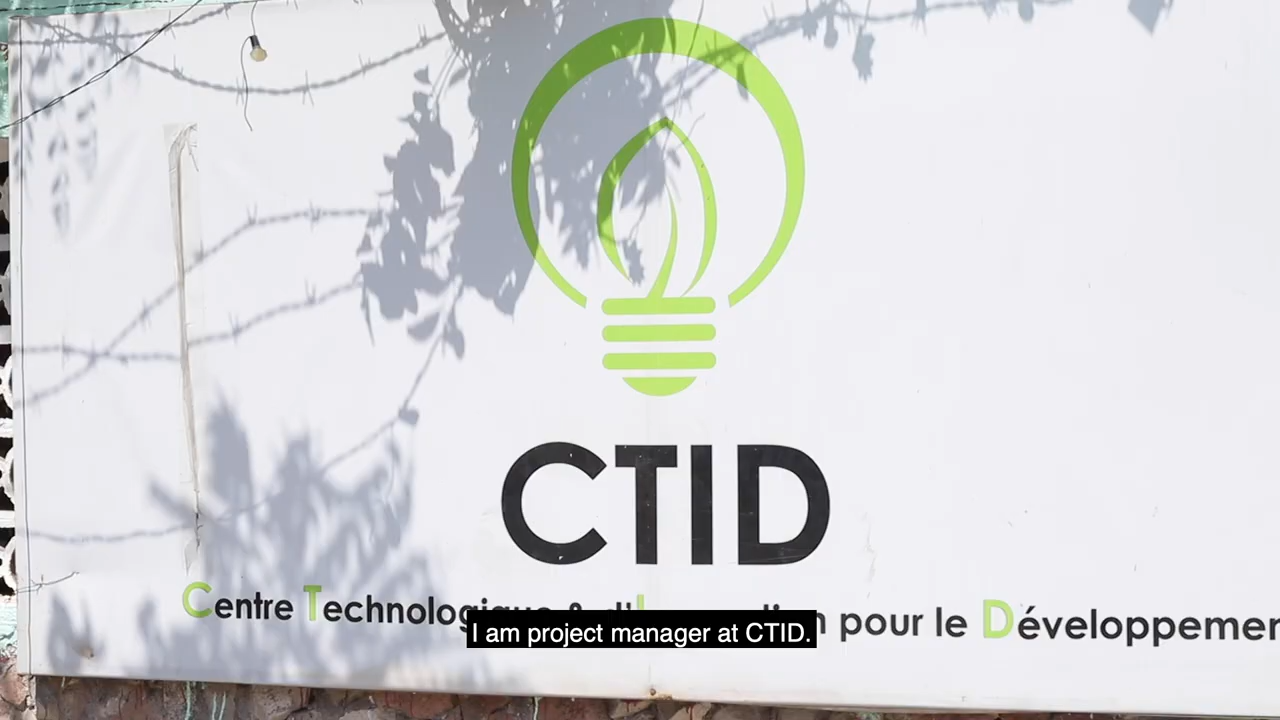 CTID
Centre Technologique & d'I pour le Développemen
I am project manager at CTID.